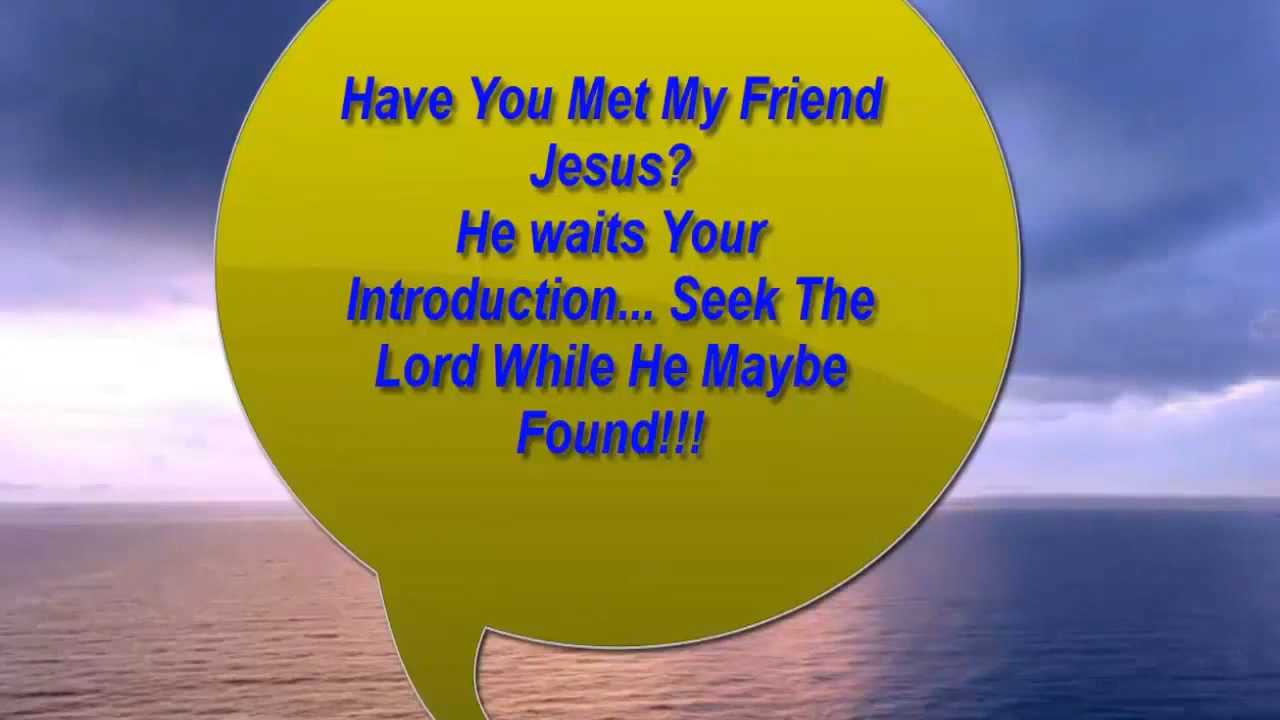 Have You Met My Friend
Jesus?
He waits Your
Introduction... Seek The
Lord While He Maybe
Found!!!